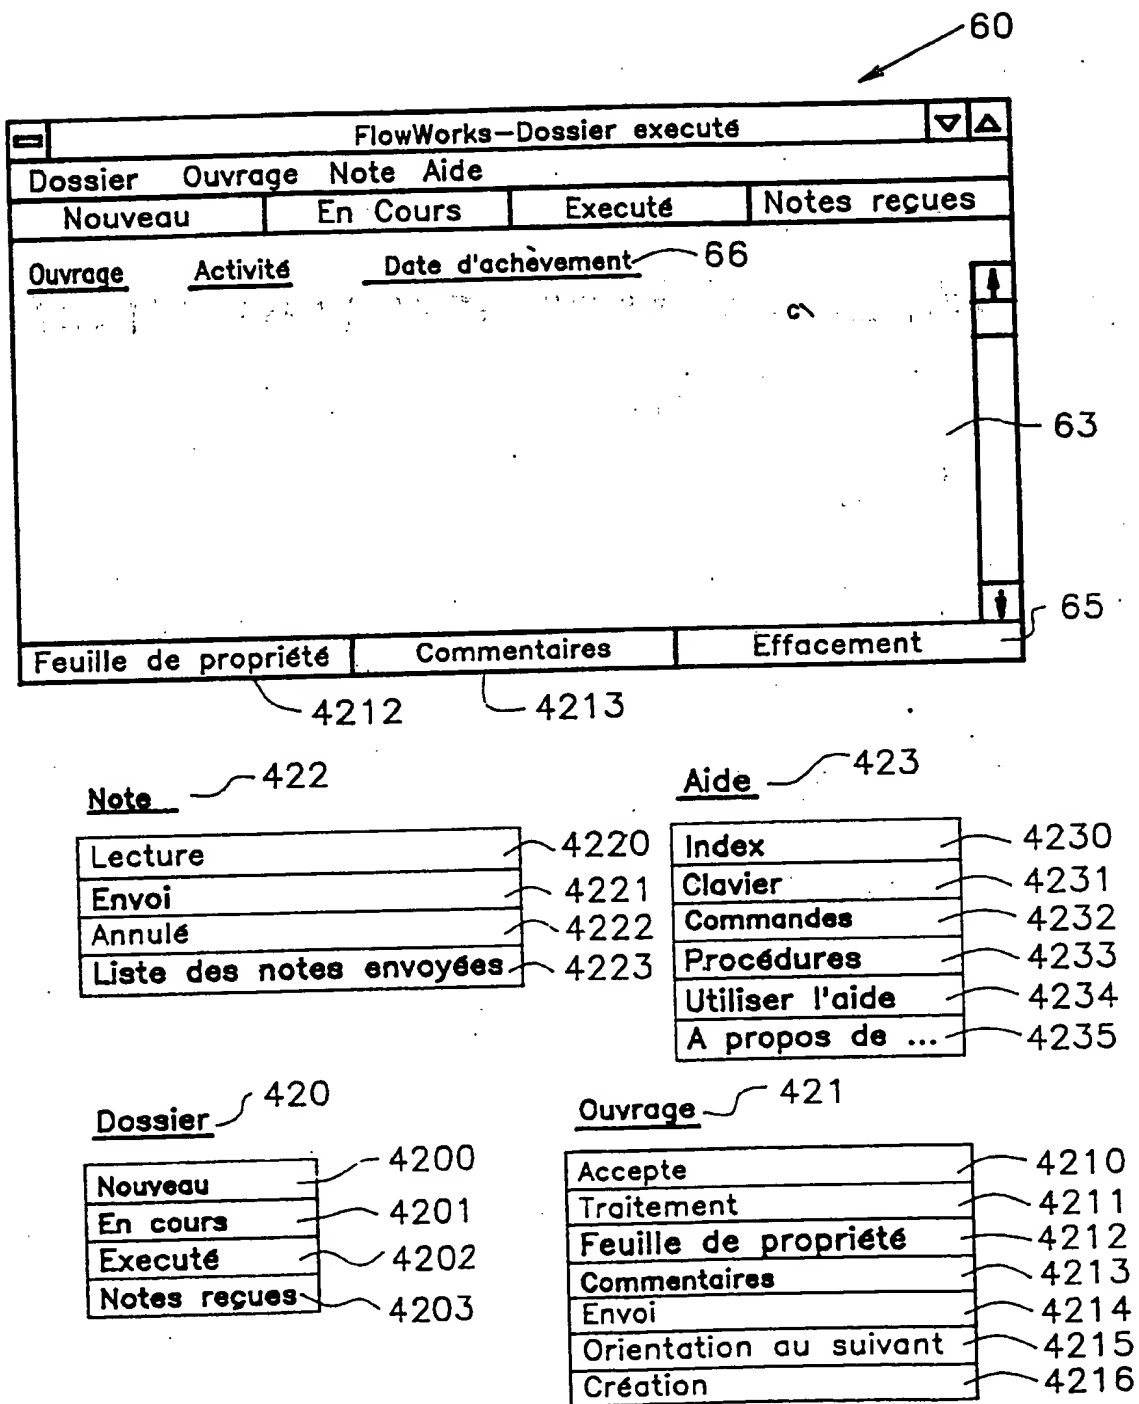 60
FlowWorks-Dossier executé
Dossier Ouvrage Note Aide
Nouveau En Cours Executé Notes reçues
Ouvrage Activité Date d'achèvement 66
63
65
Feuille de propriété Commentaires Effacement
4212 4213
Note 422
Lecture 4220
Envoi 4221
Annulé 4222
Liste des notes envoyées 4223
Aide 423
Index 4230
Clavier 4231
Commandes 4232
Procédures 4233
Utiliser l'aide 4234
A propos de ... 4235
Dossier 420
Nouveau 4200
En cours 4201
Executé 4202
Notes reçues 4203
Ouvrage 421
Accepte 4210
Traitement 4211
Feuille de propriété 4212
Commentaires 4213
Envoi 4214
Orientation au suivant 4215
Création 4216